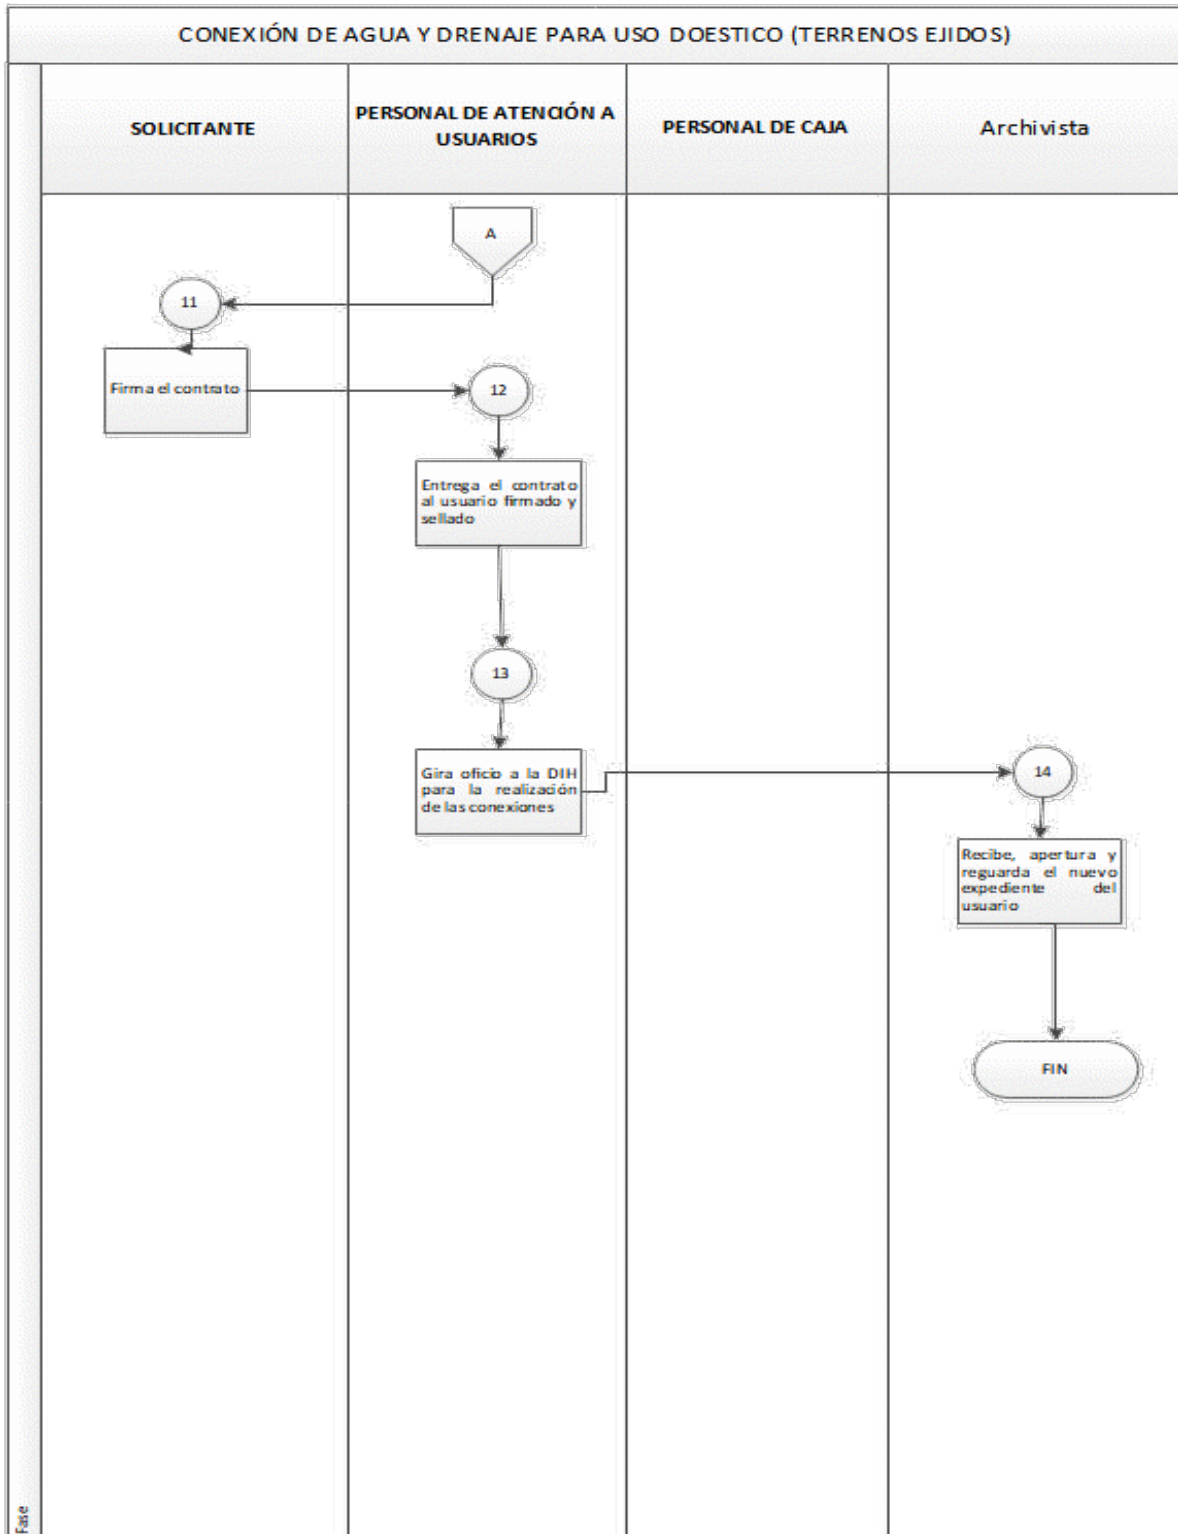 CONEXIÓN DE AGUA Y DRENAJE PARA USO DOESTICO (TERRENOS EJIDOS)
SOLICITANTE
PERSONAL DE ATENCIÓN A
USUARIOS
PERSONAL DE CAJA
Archivista
A
11
Firma el contrato
12
Entrega el contrato
al usuario firmado y
sellado
13
Gira oficio a la DIH
para la realización
de las conexiones
14
Recibe, apertura y
reguarda el nuevo
expediente del
usuario
FIN
Fase